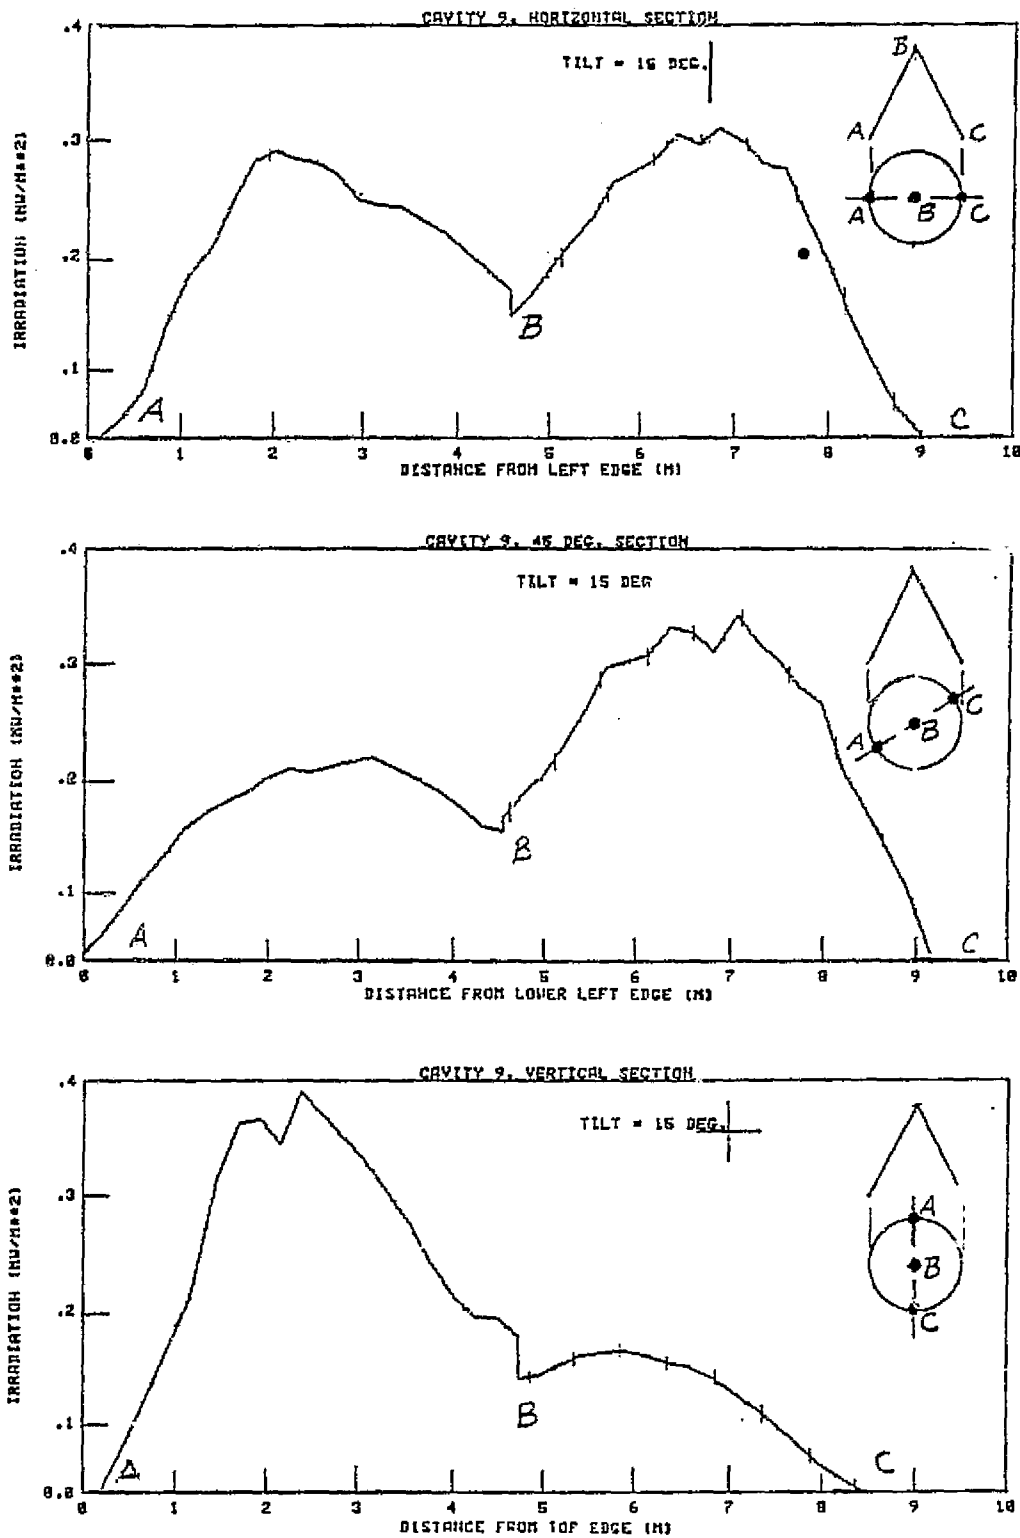 CAVITY 9. HORIZONTAL SECTION
.4
TILT = 15 DEG.
B
.3
A
C
A
B
C
IRRADIATION (MW/M**2)
.2
B
.1
A
C
0.0
0 1 2 3 4 5 6 7 8 9 10
DISTANCE FROM LEFT EDGE (M)
CAVITY 9. 45 DEG. SECTION
.4
TILT = 15 DEG
.3
C
B
A
IRRADIATION (MW/M**2)
.2
B
.1
A
C
0.0
0 1 2 3 4 5 6 7 8 9 10
DISTANCE FROM LOWER LEFT EDGE (M)
CAVITY 9. VERTICAL SECTION
.4
TILT = 15 DEG.
.3
A
B
C
IRRADIATION (MW/M**2)
.2
B
.1
A
C
0.0
0 1 2 3 4 5 6 7 8 9 10
DISTANCE FROM TOP EDGE (M)